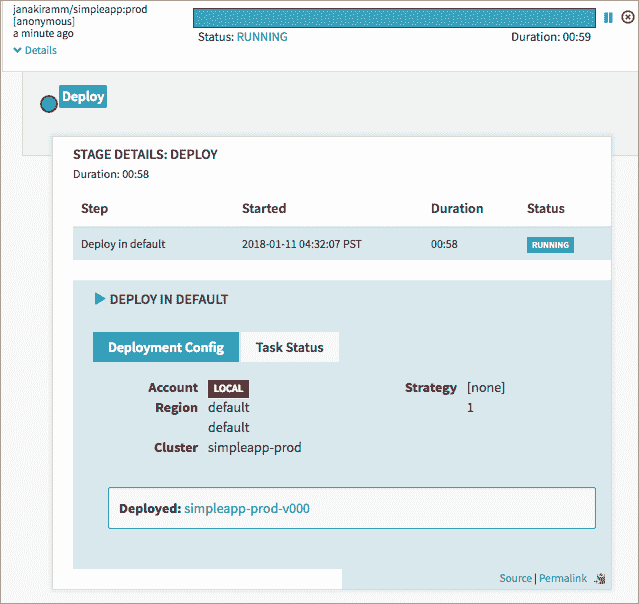 janakiramm/simpleapp:prod
[anonymous]
a minute ago
Details
Status: RUNNING
Duration: 00:59
Deploy
STAGE DETAILS: DEPLOY
Duration: 00:58
Step Started Duration Status
Deploy in default 2018-01-11 04:32:07 PST 00:58 RUNNING
DEPLOY IN DEFAULT
Deployment Config Task Status
Account LOCAL Strategy [none]
Region default 1
default
Cluster simpleapp-prod
Deployed: simpleapp-prod-v000
Source | Permalink